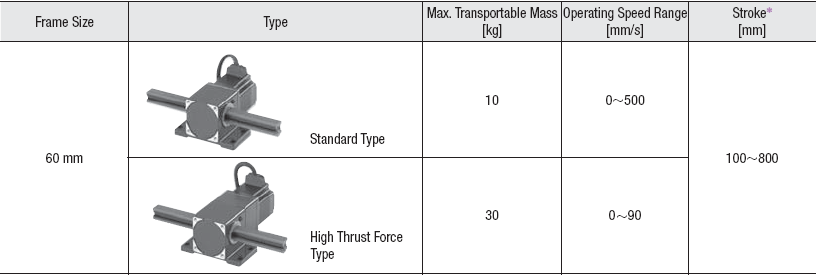 Frame Size
Type
Max. Transportable Mass
[kg]
Operating Speed Range
[mm/s]
Stroke*
[mm]
60 mm
Standard Type
10
0～500
100～800
High Thrust Force
Type
30
0～90